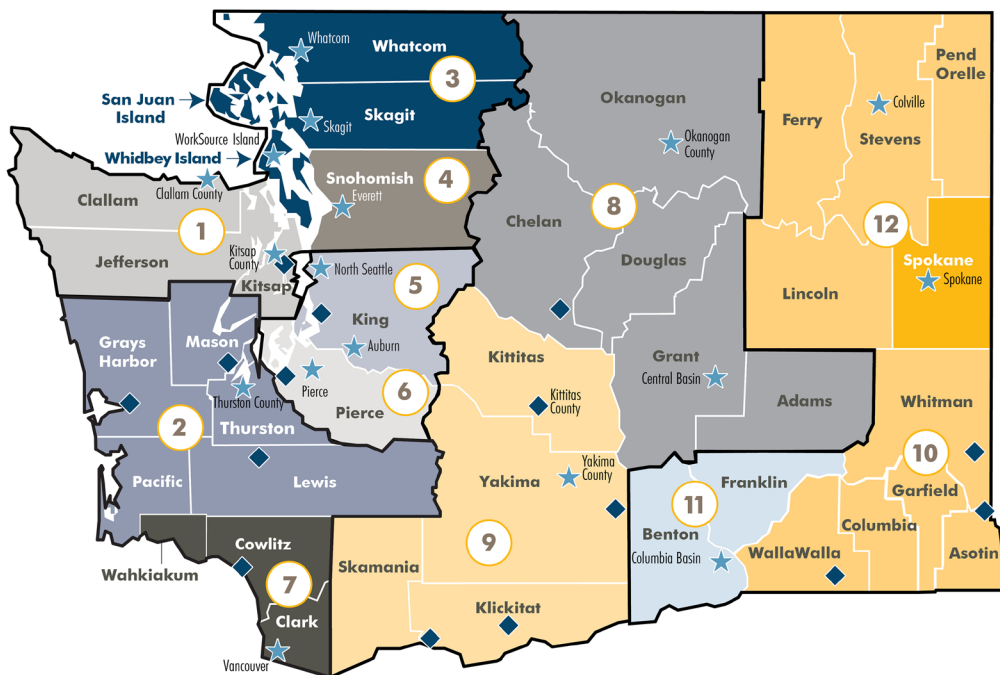 Whatcom
Whatcom
3
San Juan
Island
Skagit
Skagit
WorkSource Island
Whidbey Island
Clallam County
Snohomish
4
Everett
Clallam
1
Jefferson
Kitsap
County
Kitsap
North Seattle
5
King
Auburn
Grays
Harbor
Mason
Thurston County
Thurston
2
Pierce
Pierce
6
Pacific
Lewis
Wahkiakum
Cowlitz
7
Clark
Vancouver
Okanogan
Okanogan
County
8
Chelan
Douglas
Grant
Central Basin
Adams
Kittitas
Kittitas
County
Yakima
Yakima
County
9
Skamania
Klickitat
Pend
Orelle
Colville
Ferry
Stevens
12
Spokane
Spokane
Lincoln
Whitman
10
Garfield
Columbia
Asotin
WallaWalla
Franklin
11
Benton
Columbia Basin